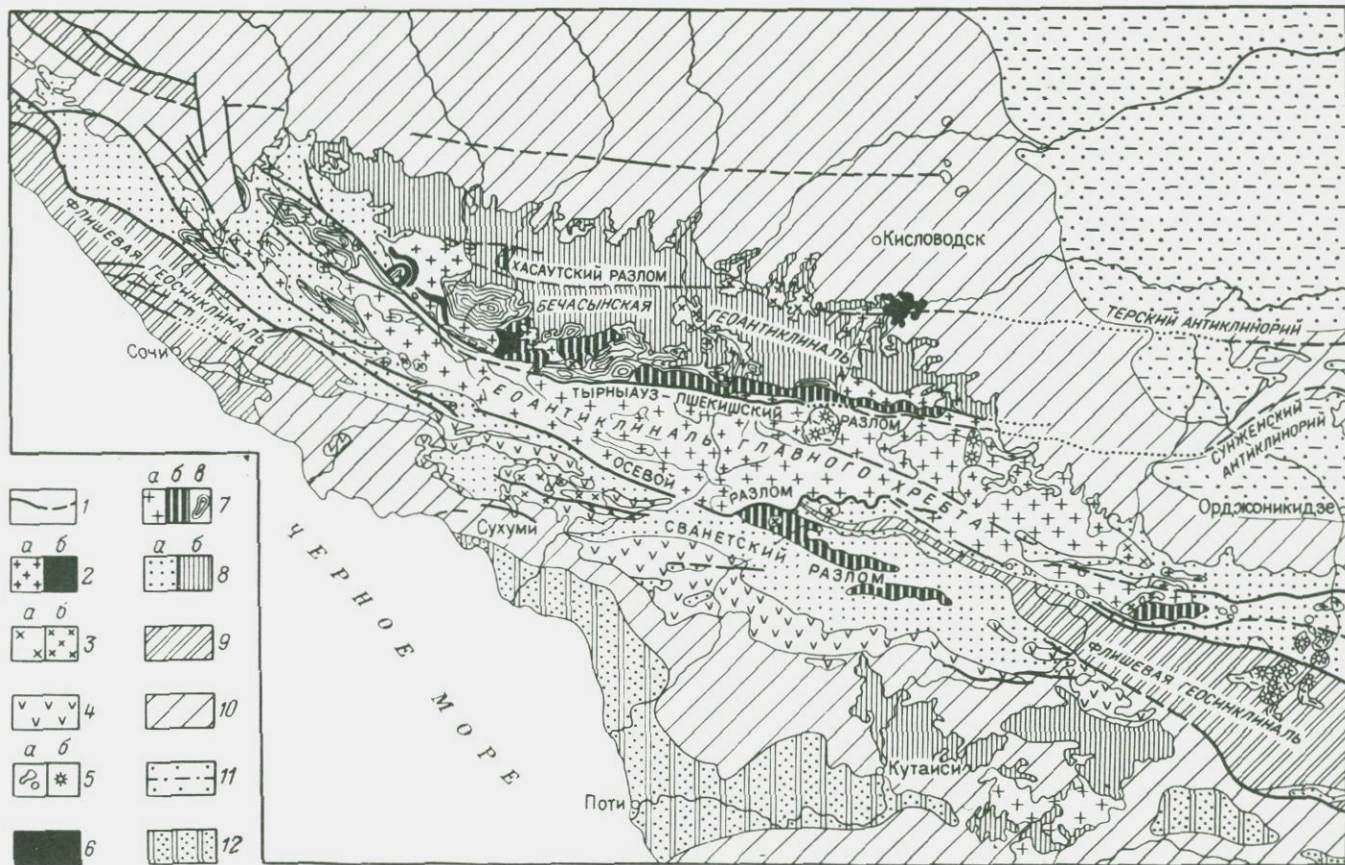 Кисловодск
ХАСАУТСКИЙ РАЗЛОМ
БЕЧАСЫНСКАЯ
ГЕОАНТИКЛИНАЛЬ
ТЕРСКИЙ АНТИКЛИНОРИЙ
ФЛИШЕВАЯ ГЕОСИНКЛИНАЛЬ
Сочи
ТЫРНЫАУЗ-ПШЕКИШСКИЙ
РАЗЛОМ
ГЕОАНТИКЛИНАЛЬ ГЛАВНОГО ХРЕБТА
СУНЖЕНСКИЙ
АНТИКЛИНОРИЙ
ОСЕВОЙ
РАЗЛОМ
Орджоникидзе
Сухуми
СВАНЕТСКИЙ РАЗЛОМ
ЧЕРНОЕ МОРЕ
ФЛИШЕВАЯ ГЕОСИНКЛИНАЛЬ
Кутаиси
Поти
1
а б
2
а б
3
4
а б
5
6
а б в
7
а б
8
9
10
11
12